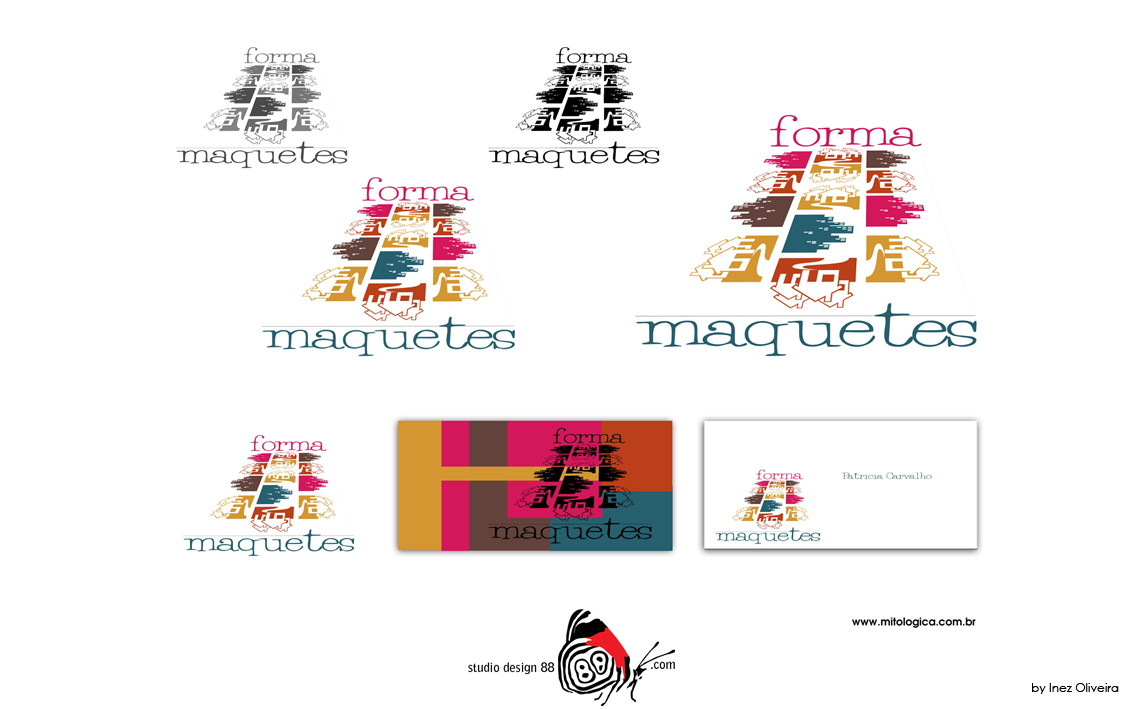 forma
maquetes
forma
maquetes
forma
maquetes
forma
maquetes
forma
maquetes
forma
maquetes
forma
maquetes
Patricia Carvalho
www.mitologica.com.br
studio design 88
89
.com
by Inez Oliveira